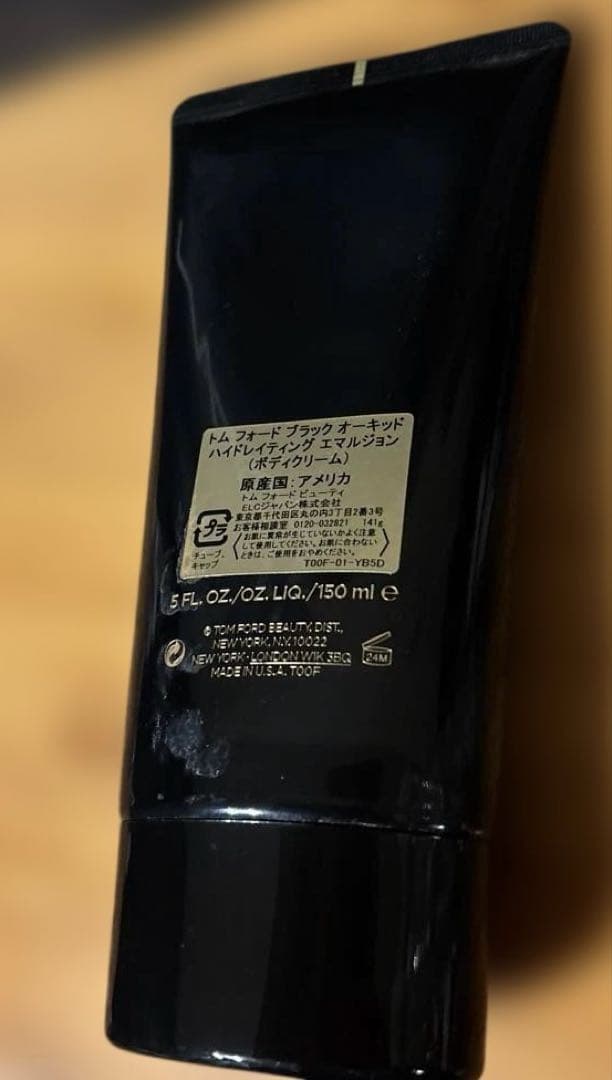 トム フォード ブラック オーキッド
ハイドレイティング エマルジョン
(ボディクリーム)
原産国:アメリカ
トム フォード ビューティ
ELCジャパン株式会社
東京都千代田区丸の内3丁目2番3号
お客様相談室 0120-032821 141g
プラ
チューブ、
キャップ
お肌に異常が生じていないかよく注意
して使用してください。お肌に合わない
ときは、ご使用をおやめください。
T00F-01-YB5D
5 FL. OZ./OZ. LIQ./150 ml e
© TOM FORD BEAUTY, DIST.,
NEW YORK, N.Y. 10022
NEW YORK · LONDON W1K 3BQ
MADE IN U.S.A. T00F
24M